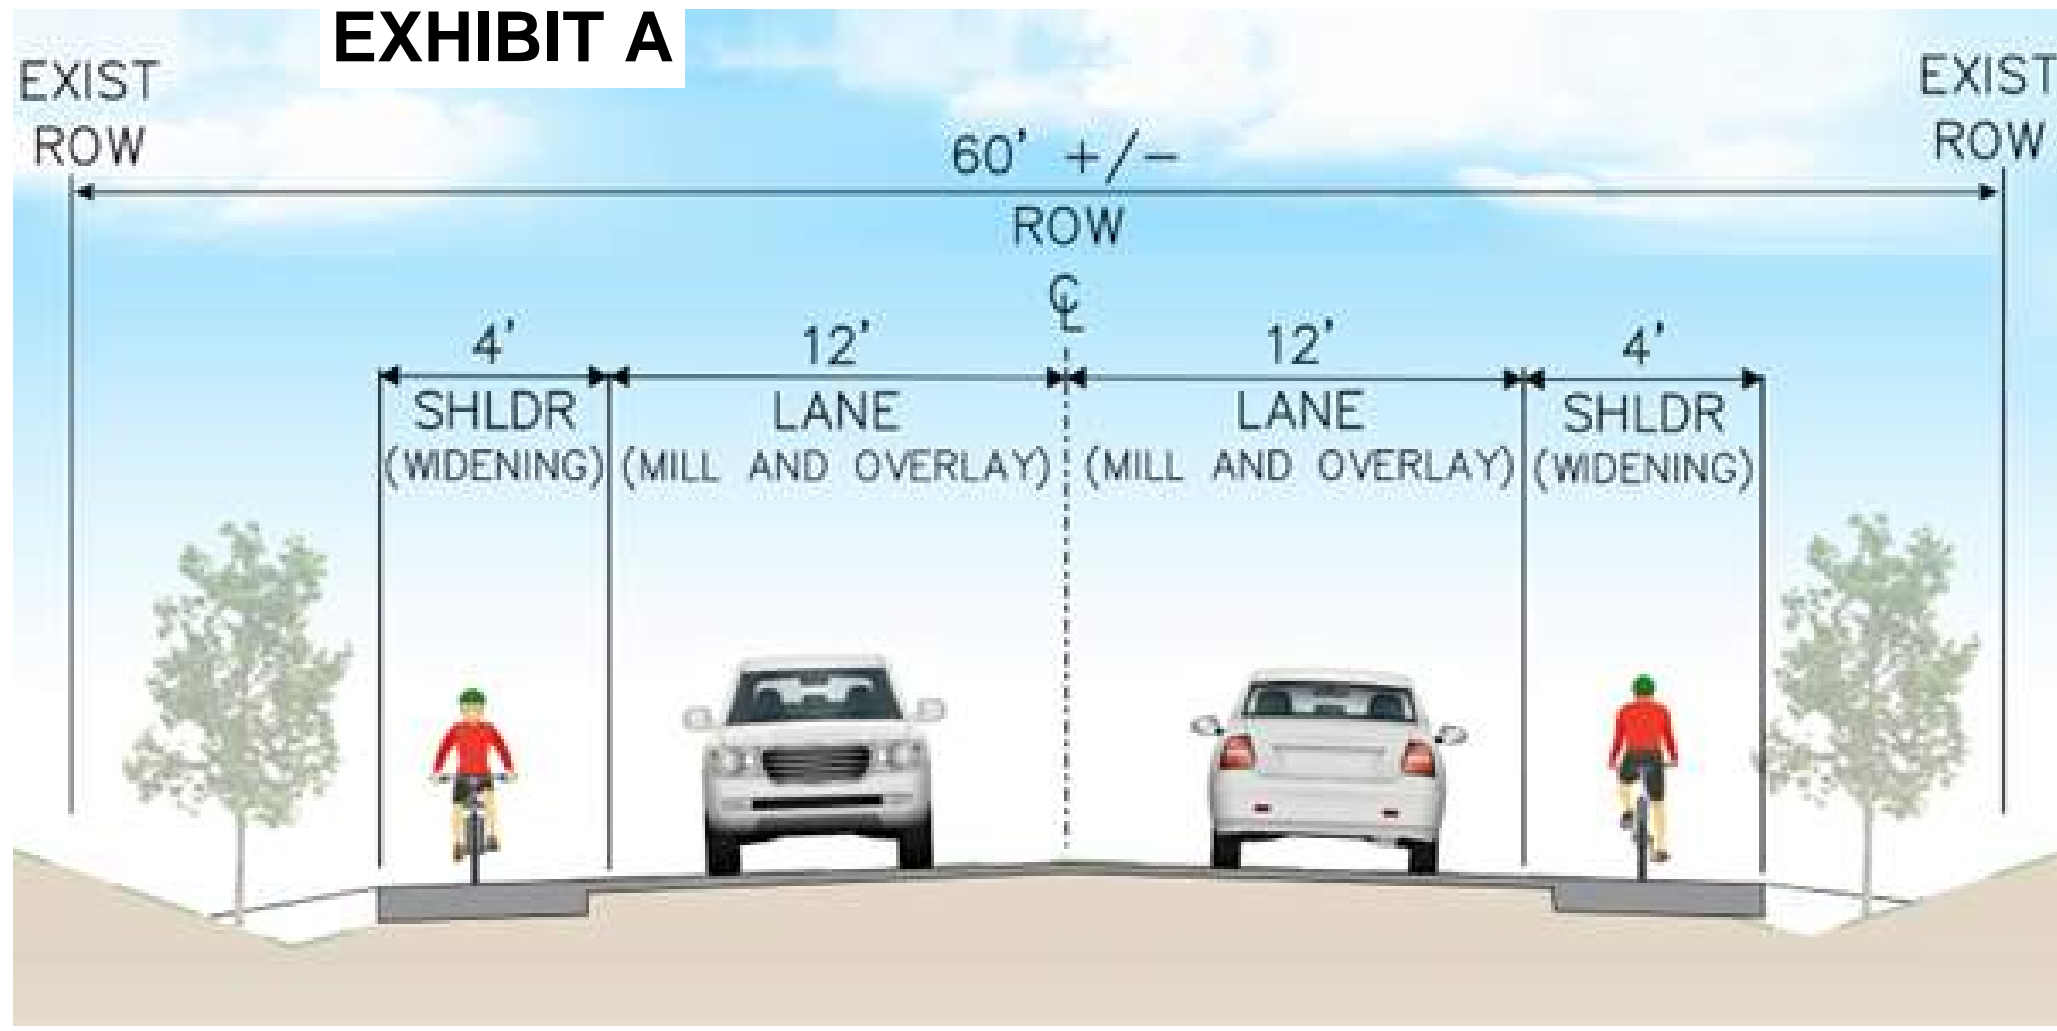 EXHIBIT A
EXIST
ROW
EXIST
ROW
60' +/-
ROW
℄
4'
12'
12'
4'
SHLDR
(WIDENING)
LANE
(MILL AND OVERLAY)
LANE
(MILL AND OVERLAY)
SHLDR
(WIDENING)